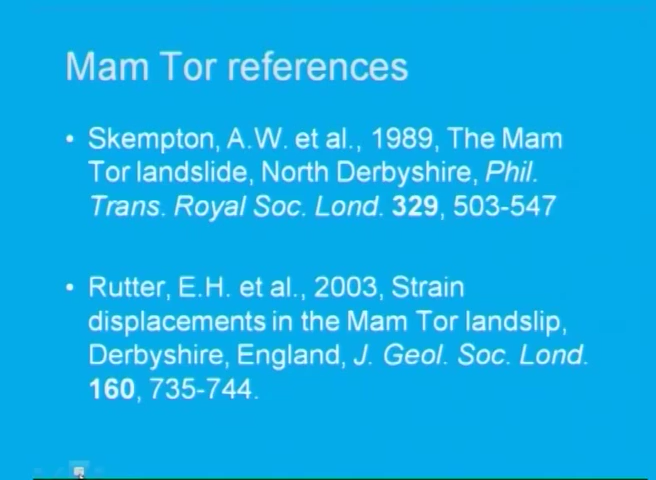 Mam Tor references
• Skempton, A.W. et al., 1989, The Mam
Tor landslide, North Derbyshire, Phil.
Trans. Royal Soc. Lond. 329, 503-547
• Rutter, E.H. et al., 2003, Strain
displacements in the Mam Tor landslip,
Derbyshire, England, J. Geol. Soc. Lond.
160, 735-744.